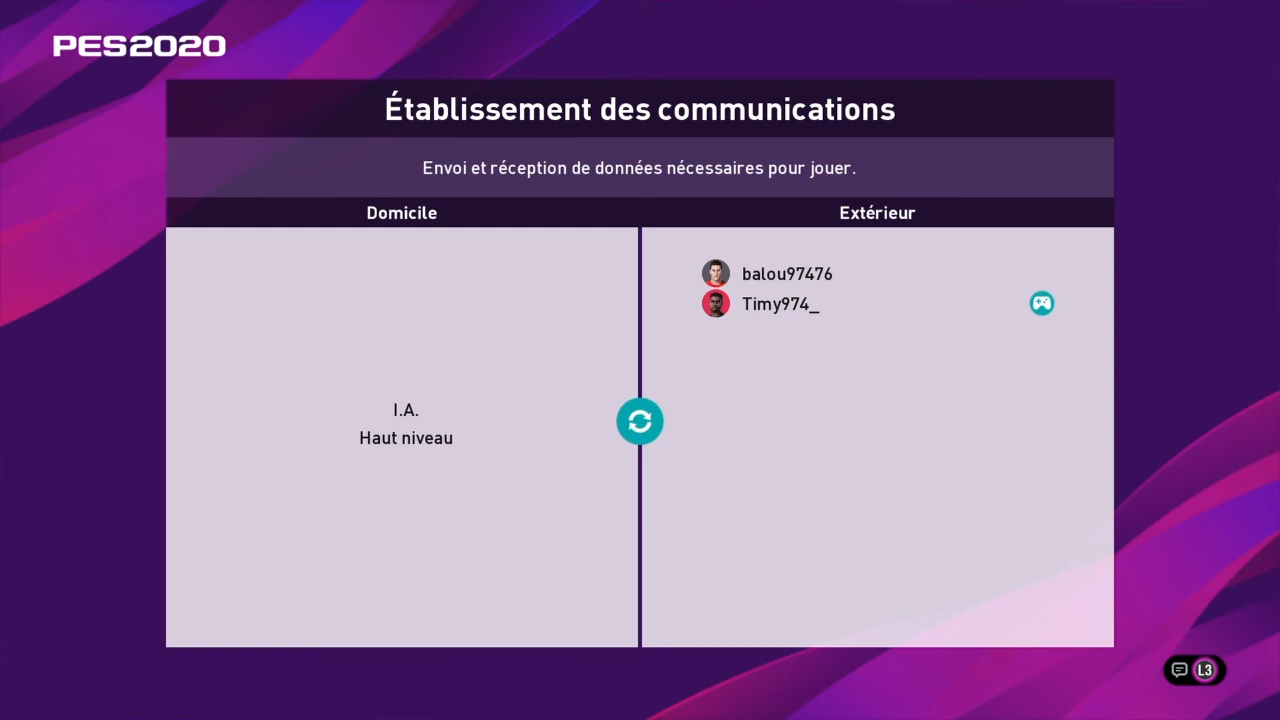 PES2020
Établissement des communications
Envoi et réception de données nécessaires pour jouer.
Domicile
Extérieur
balou97476
Timy974_
I.A.
Haut niveau
L3